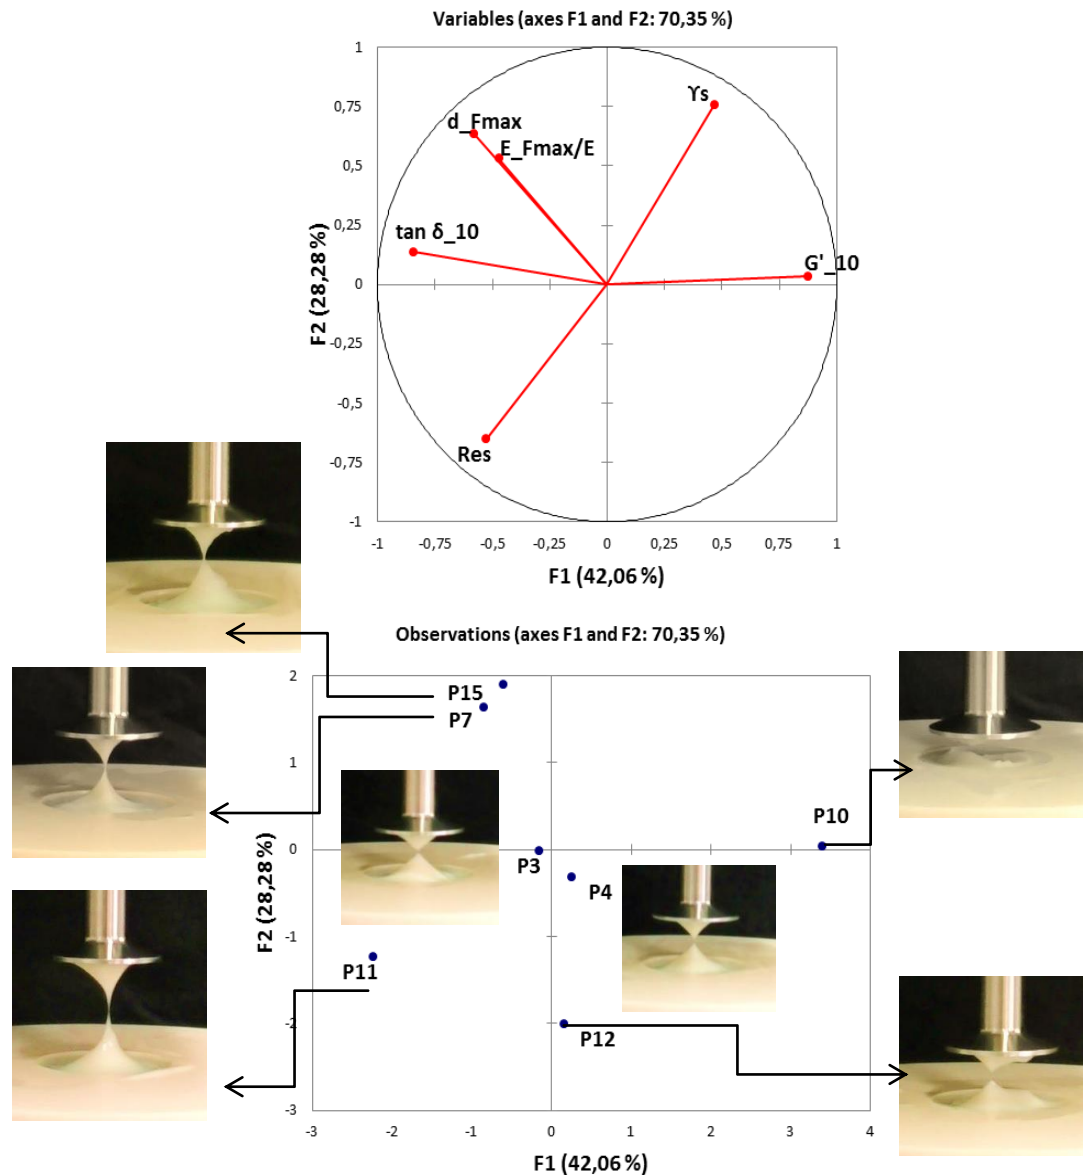 Variables (axes F1 and F2: 70,35 %)
1
0,75
0,5
0,25
0
-0,25
-0,5
-0,75
-1
F2 (28,28 %)
ϒs
d_Fmax
E_Fmax/E
tan δ_10
G'_10
Res
-1 -0,75 -0,5 -0,25 0 0,25 0,5 0,75 1
F1 (42,06 %)
Observations (axes F1 and F2: 70,35 %)
2
1
0
-1
-2
-3
F2 (28,28 %)
P15
P7
P10
P3
P4
P11
P12
-3 -2 -1 0 1 2 3 4
F1 (42,06 %)